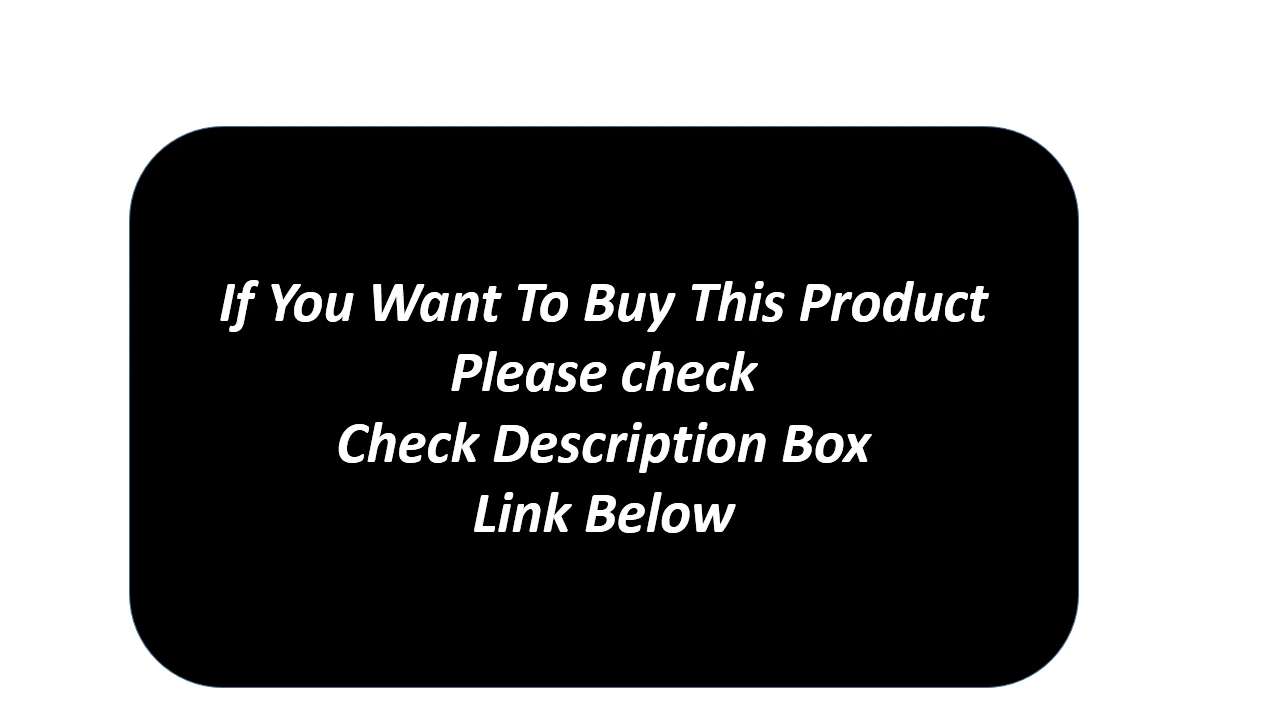 If You Want To Buy This Product
Please check
Check Description Box
Link Below